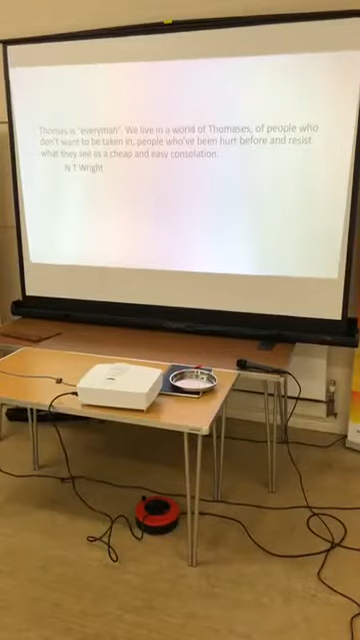 Thomas is "everyman". We live in a world of Thomases, of people who
don't want to be taken in, people who've been hurt before and resist
what they see as a cheap and easy consolation.
N T Wright